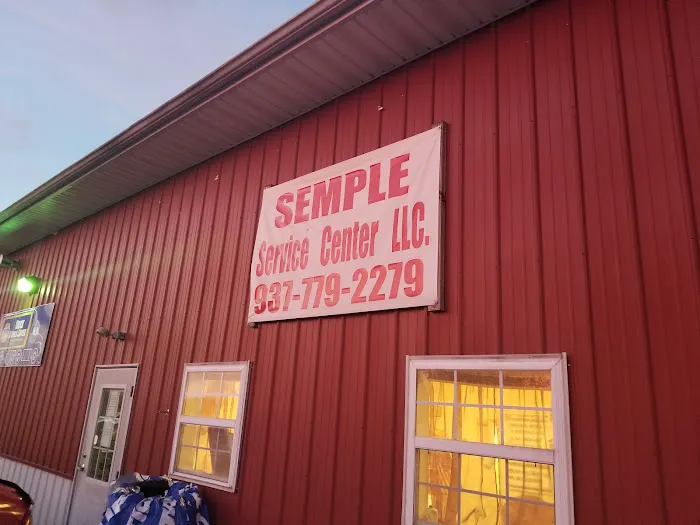 SEMPLE
Service Center LLC.
937-779-2279